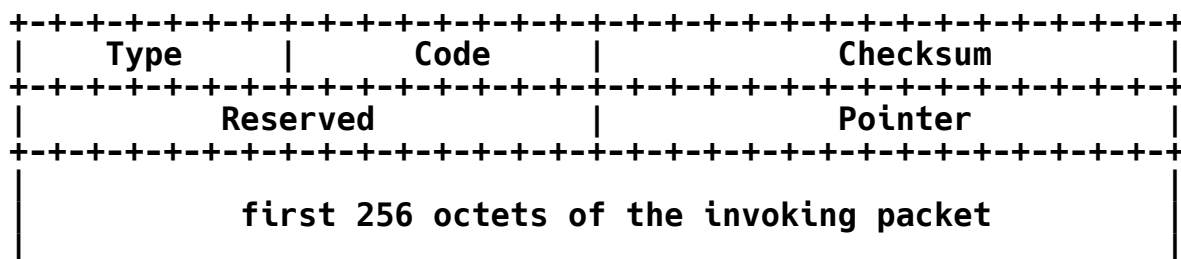 +-+-+-+-+-+-+-+-+-+-+-+-+-+-+-+-+-+-+-+-+-+-+-+-+-+-+-+-+-+-+-+
|    Type     |      Code     |            Checksum         |
+-+-+-+-+-+-+-+-+-+-+-+-+-+-+-+-+-+-+-+-+-+-+-+-+-+-+-+-+-+-+-+
|          Reserved           |            Pointer          |
+-+-+-+-+-+-+-+-+-+-+-+-+-+-+-+-+-+-+-+-+-+-+-+-+-+-+-+-+-+-+-+
|                                                           |
|           first 256 octets of the invoking packet         |
|                                                           |